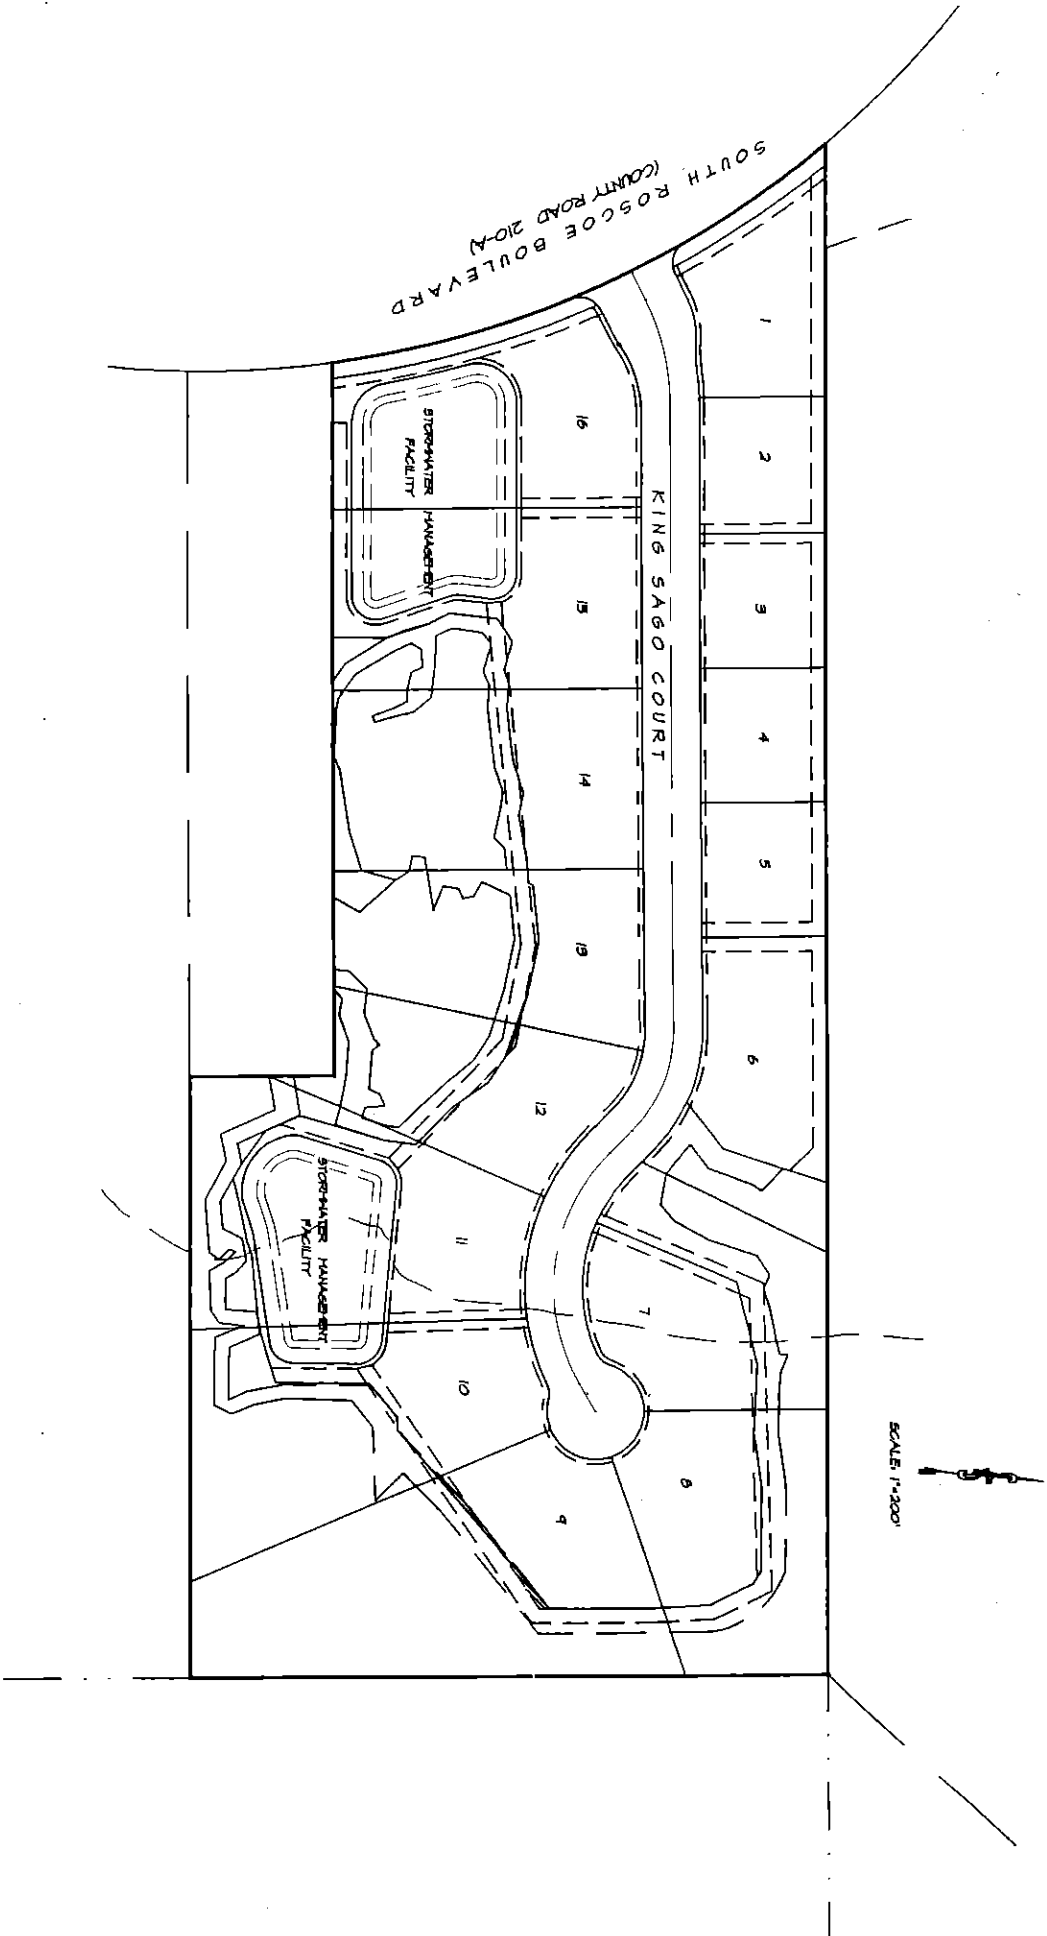 SOUTH ROSCOE BOULEVARD
(COUNTY ROAD 210-A)
KING SAGO COURT
1
2
3
4
5
6
7
8
9
10
11
12
13
14
15
16
STORMWATER MANAGEMENT
FACILITY
STORMWATER MANAGEMENT
FACILITY
SCALE: 1"=200'